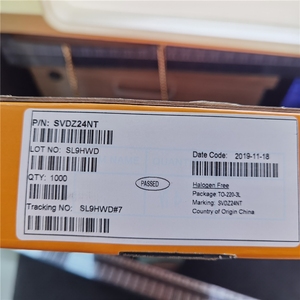 P/N: SVDZ24NT
LOT NO: SL9HWD
Date Code: 2019-11-18
QTY: 1000
PASSED
Halogen Free
Package: TO-220-3L
Marking: SVDZ24NT
Tracking NO: SL9HWD#7
Country of Origin China